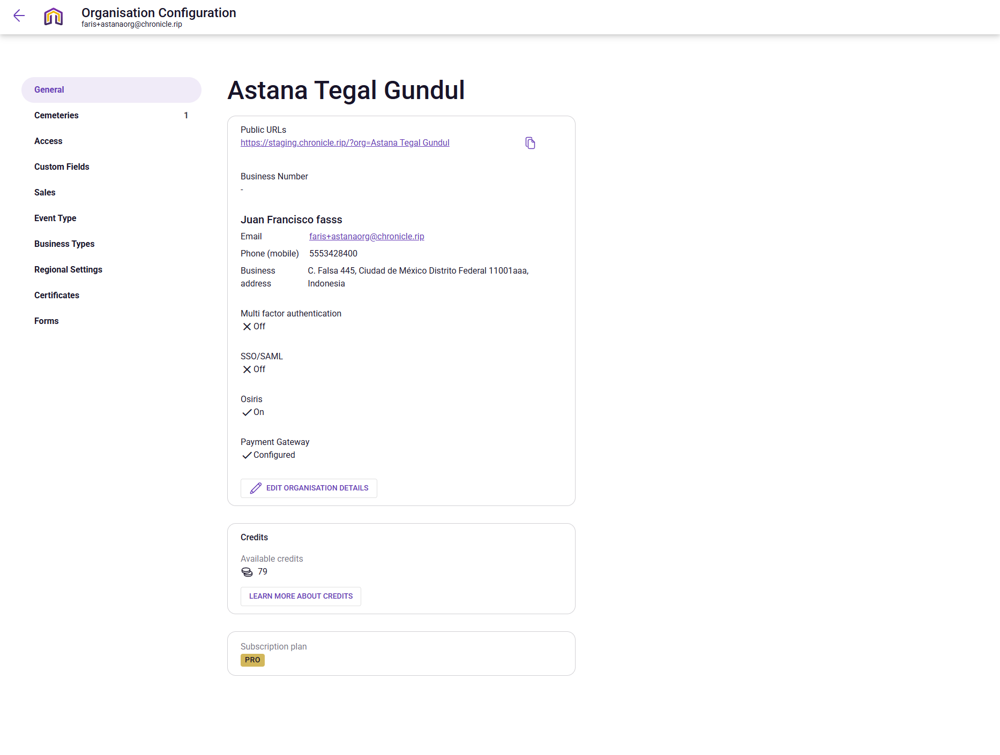 Organisation Configuration
faris+astanaorg@chronicle.rip
General
Cemeteries 1
Access
Custom Fields
Sales
Event Type
Business Types
Regional Settings
Certificates
Forms
Astana Tegal Gundul
Public URLs
https://staging.chronicle.rip/?org=Astana Tegal Gundul
Business Number
-
Juan Francisco fasss
Email faris+astanaorg@chronicle.rip
Phone (mobile) 5553428400
Business address C. Falsa 445, Ciudad de México Distrito Federal 11001aaa,
Indonesia
Multi factor authentication
Off
SSO/SAML
Off
Osiris
On
Payment Gateway
Configured
EDIT ORGANISATION DETAILS
Credits
Available credits
79
LEARN MORE ABOUT CREDITS
Subscription plan
PRO